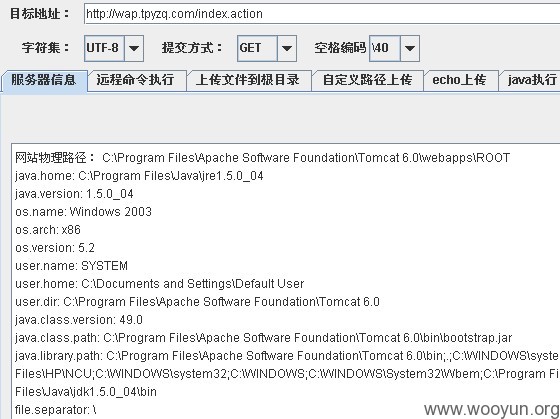 目标地址： http://wap.tpyzq.com/index.action
字符集： UTF-8 提交方式： GET 空格编码 \40
服务器信息 远程命令执行 上传文件到根目录 自定义路径上传 echo上传 java执行
网站物理路径： C:\Program Files\Apache Software Foundation\Tomcat 6.0\webapps\ROOT
java.home: C:\Program Files\Java\jre1.5.0_04
java.version: 1.5.0_04
os.name: Windows 2003
os.arch: x86
os.version: 5.2
user.name: SYSTEM
user.home: C:\Documents and Settings\Default User
user.dir: C:\Program Files\Apache Software Foundation\Tomcat 6.0
java.class.version: 49.0
java.class.path: C:\Program Files\Apache Software Foundation\Tomcat 6.0\bin\bootstrap.jar
java.library.path: C:\Program Files\Apache Software Foundation\Tomcat 6.0\bin;.;C:\WINDOWS\syste
Files\HP\NCU;C:\WINDOWS\system32;C:\WINDOWS;C:\WINDOWS\System32\Wbem;C:\Program F
Files\Java\jdk1.5.0_04\bin
file.separator: \
www.wooyun.org